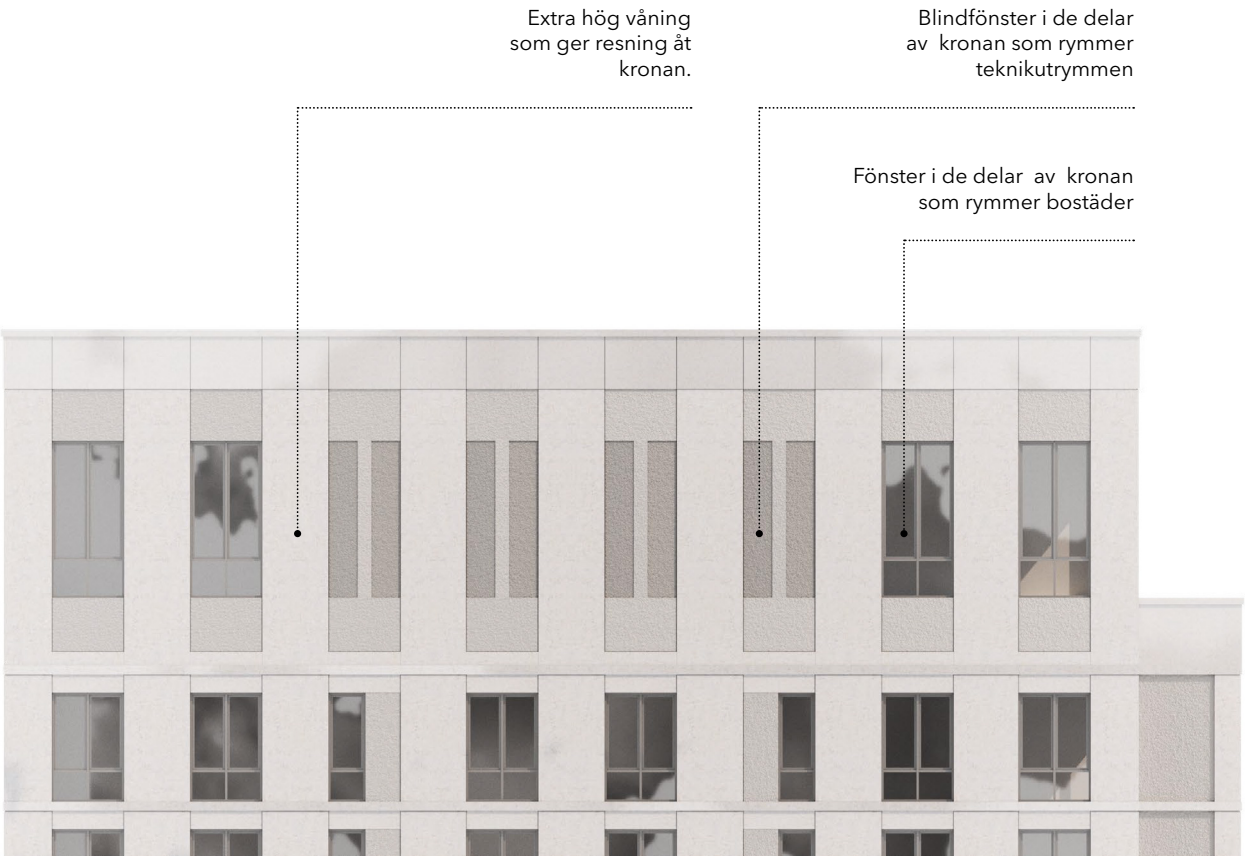 Extra hög våning
som ger resning åt
kronan.
Blindfönster i de delar
av kronan som rymmer
teknikutrymmen
Fönster i de delar av kronan
som rymmer bostäder